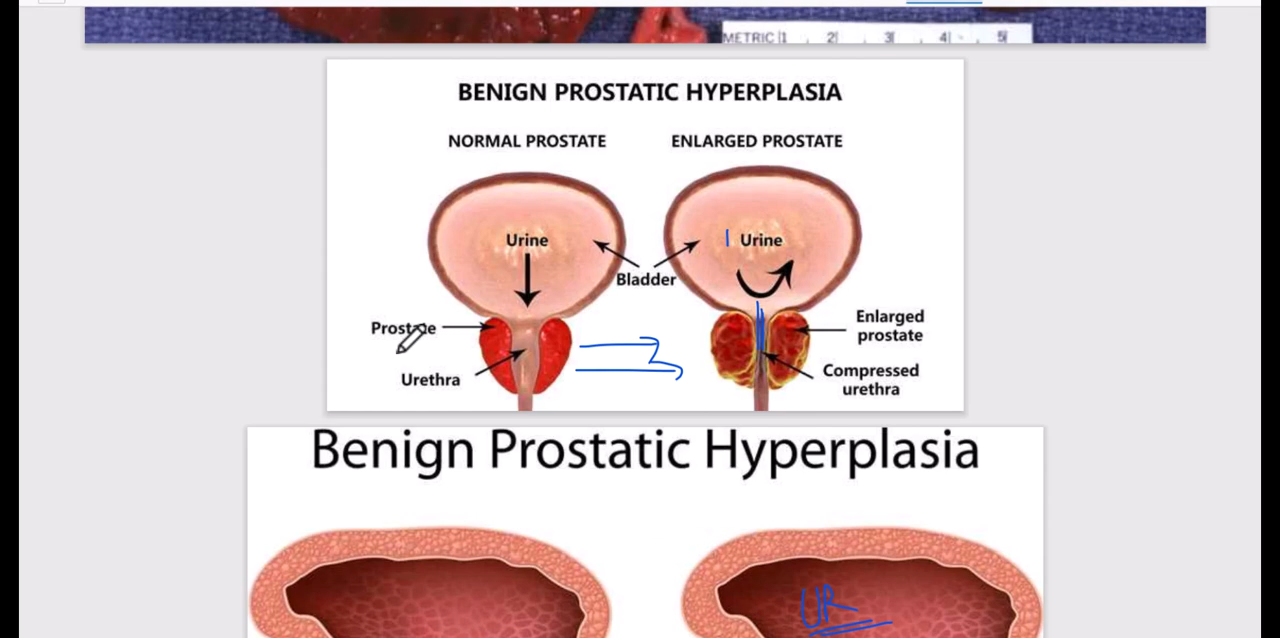 METRIC 1 2 3 4 5
BENIGN PROSTATIC HYPERPLASIA
NORMAL PROSTATE ENLARGED PROSTATE
Urine Urine
Bladder
Prostate
Urethra
Enlarged
prostate
Compressed
urethra
Benign Prostatic Hyperplasia
UR